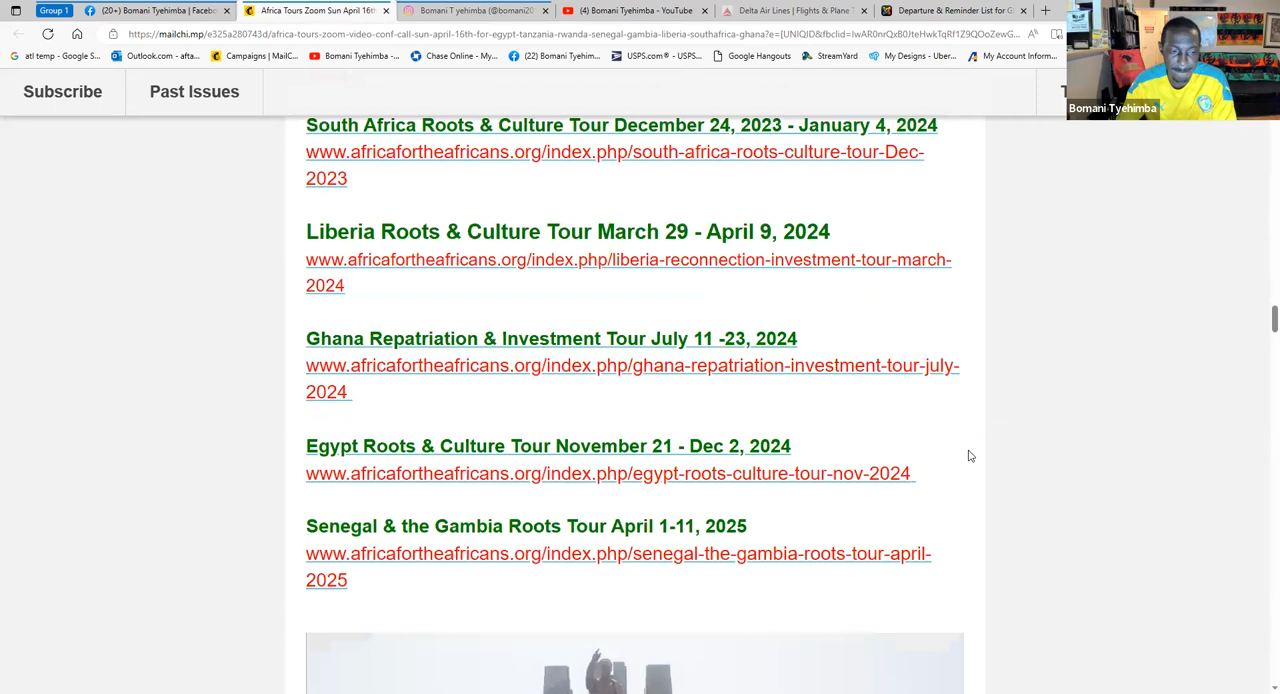 Group 1
(20+) Bomani Tyehimba | Facebo
Africa Tours Zoom Sun April 16th
Bomani T yehimba (@bomani20
(4) Bomani Tyehimba - YouTube
Delta Air Lines | Flights & Plane T
Departure & Reminder List for G
https://mailchi.mp/e325a280743d/africa-tours-zoom-video-conf-call-sun-april-16th-for-egypt-tanzania-rwanda-senegal-gambia-liberia-southafrica-ghana?e=[UNIQID&fbclid=IwAR0nrQxB0JteHwkTqRf1Z9QOoZewG...
atl temp - Google S...
Outlook.com - afta...
Campaigns | MailC...
Bomani Tyehimba -...
Chase Online - My...
(22) Bomani Tyehim...
USPS.com® - USPS...
Google Hangouts
StreamYard
My Designs - Uber...
My Account Inform...
Bomani Tyehimba
Subscribe
Past Issues
South Africa Roots & Culture Tour December 24, 2023 - January 4, 2024
www.africafortheafricans.org/index.php/south-africa-roots-culture-tour-Dec-
2023
Liberia Roots & Culture Tour March 29 - April 9, 2024
www.africafortheafricans.org/index.php/liberia-reconnection-investment-tour-march-
2024
Ghana Repatriation & Investment Tour July 11 -23, 2024
www.africafortheafricans.org/index.php/ghana-repatriation-investment-tour-july-
2024
Egypt Roots & Culture Tour November 21 - Dec 2, 2024
www.africafortheafricans.org/index.php/egypt-roots-culture-tour-nov-2024
Senegal & the Gambia Roots Tour April 1-11, 2025
www.africafortheafricans.org/index.php/senegal-the-gambia-roots-tour-april-
2025